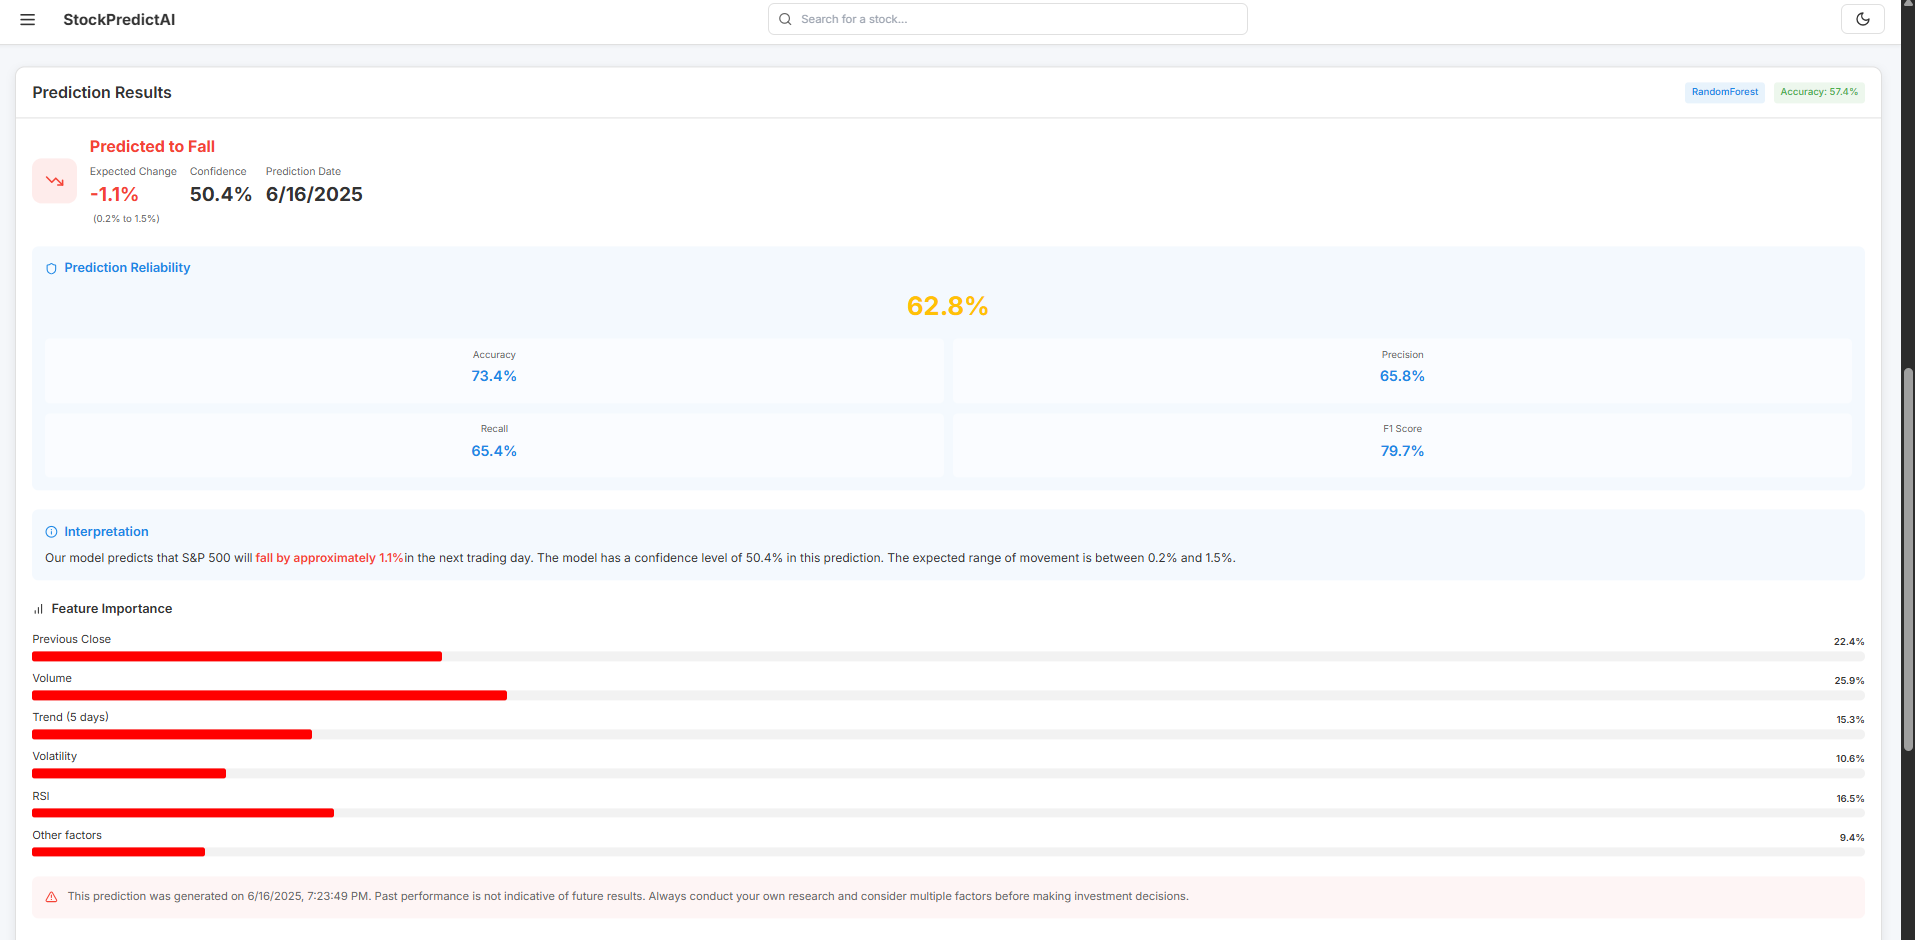 StockPredictAI
Search for a stock...
Prediction Results
RandomForest
Accuracy: 57.4%
Predicted to Fall
Expected Change Confidence Prediction Date
-1.1% 50.4% 6/16/2025
(0.2% to 1.5%)
Prediction Reliability
62.8%
Accuracy
73.4%
Precision
65.8%
Recall
65.4%
F1 Score
79.7%
Interpretation
Our model predicts that S&P 500 will fall by approximately 1.1%in the next trading day. The model has a confidence level of 50.4% in this prediction. The expected range of movement is between 0.2% and 1.5%.
Feature Importance
Previous Close 22.4%
Volume 25.9%
Trend (5 days) 15.3%
Volatility 10.6%
RSI 16.5%
Other factors 9.4%
This prediction was generated on 6/16/2025, 7:23:49 PM. Past performance is not indicative of future results. Always conduct your own research and consider multiple factors before making investment decisions.